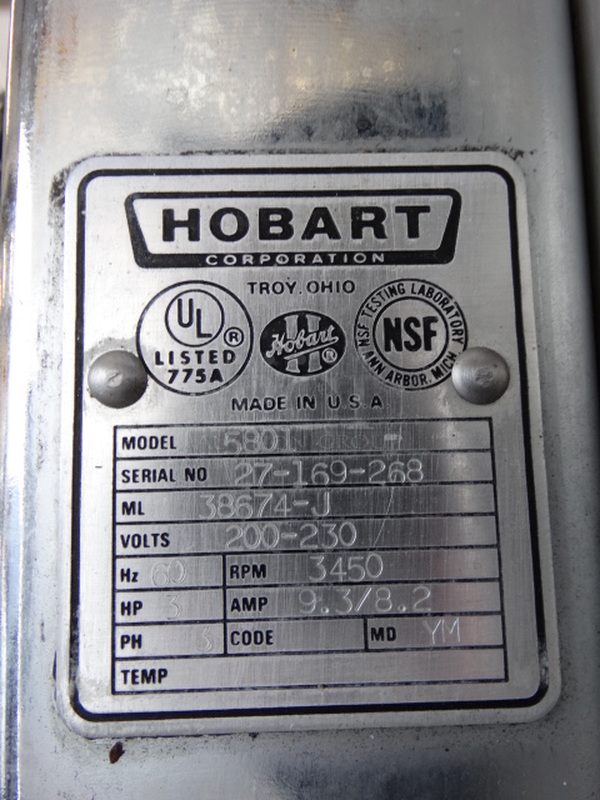 HOBART
CORPORATION
TROY, OHIO
UL ®
LISTED
775A
Hobart ®
NSF TESTING LABORATORY
NSF
ANN ARBOR, MICH
MADE IN U.S.A.
MODEL 5801
SERIAL NO 27-169-268
ML 38674-J
VOLTS 200-230
Hz 60 RPM 3450
HP 3 AMP 9.3/8.2
PH 3 CODE MD YM
TEMP